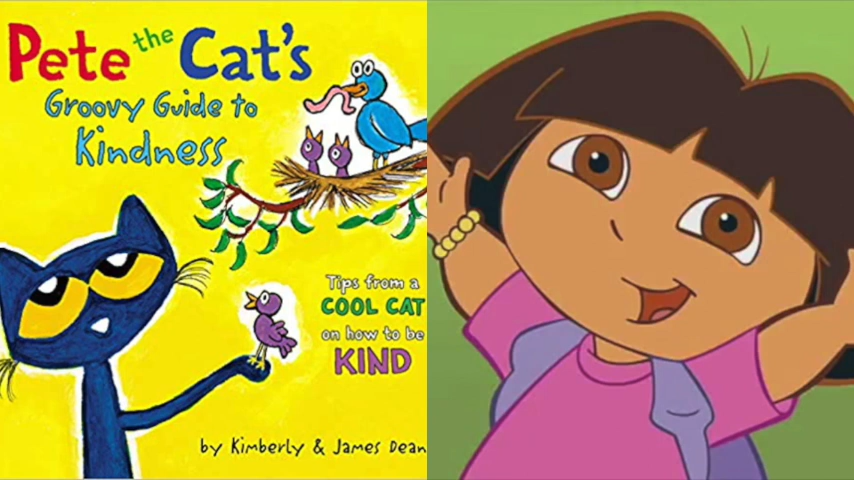 Pete the Cat's
Groovy Guide to
Kindness
Tips from a
COOL CAT
on how to be
KIND
by Kimberly & James Dean